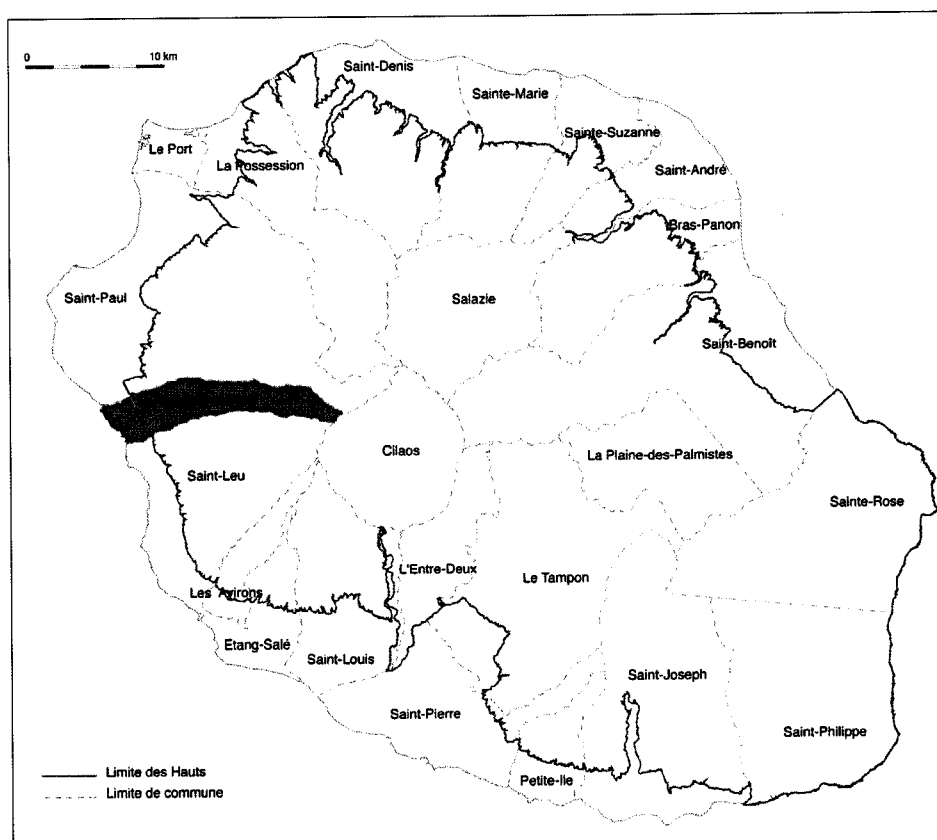 0 10 km
Saint-Denis
Sainte-Marie
Sainte-Suzanne
Le Port
La Possession
Saint-André
Bras-Panon
Saint-Paul
Salazie
Saint-Benoît
Cilaos
La Plaine-des-Palmistes
Saint-Leu
Sainte-Rose
L'Entre-Deux
Le Tampon
Les Avirons
Etang-Salé
Saint-Louis
Saint-Joseph
Saint-Pierre
Saint-Philippe
Petite-Ile
Limite des Hauts
Limite de commune